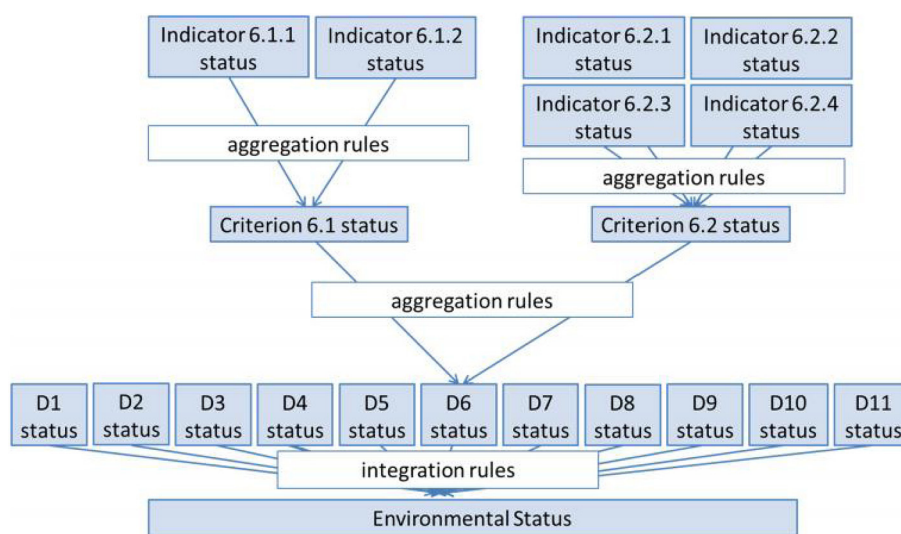 Indicator 6.1.1
status
Indicator 6.1.2
status
Indicator 6.2.1
status
Indicator 6.2.2
status
Indicator 6.2.3
status
Indicator 6.2.4
status
aggregation rules
aggregation rules
Criterion 6.1 status
Criterion 6.2 status
aggregation rules
D1
status
D2
status
D3
status
D4
status
D5
status
D6
status
D7
status
D8
status
D9
status
D10
status
D11
status
integration rules
Environmental Status